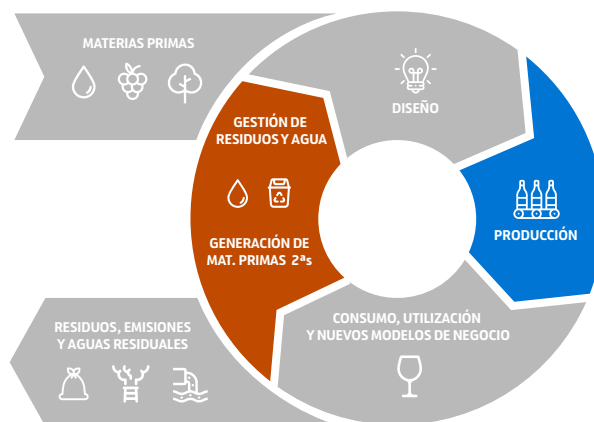 MATERIAS PRIMAS
DISEÑO
GESTIÓN DE
RESIDUOS Y AGUA
GENERACIÓN DE
MAT. PRIMAS 2ªs
PRODUCCIÓN
CONSUMO, UTILIZACIÓN
Y NUEVOS MODELOS DE NEGOCIO
RESIDUOS, EMISIONES
Y AGUAS RESIDUALES